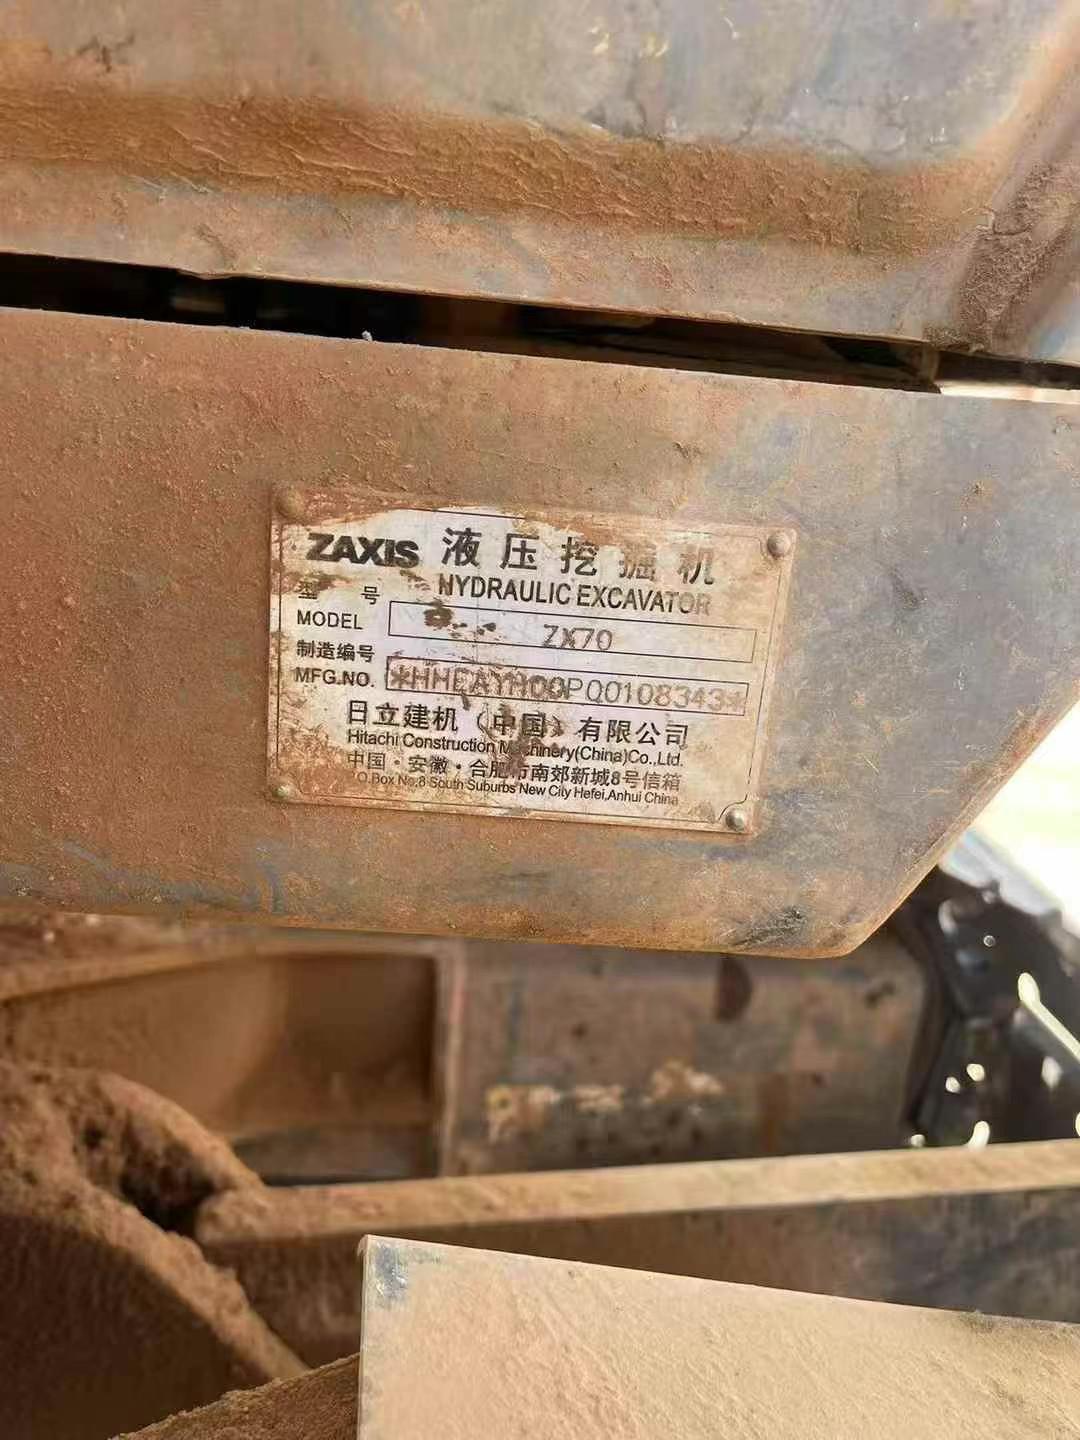 ZAXIS 液压挖掘机
HYDRAULIC EXCAVATOR
型 号
MODEL ZX70
制造编号
MFG.NO. *HHEAYH00PQ0108343*
日立建机（中国）有限公司
Hitachi Construction Machinery(China)Co.,Ltd.
中国·安徽·合肥市南郊新城8号信箱
P.O.Box No.8 South Suburbs New City Hefei,Anhui China